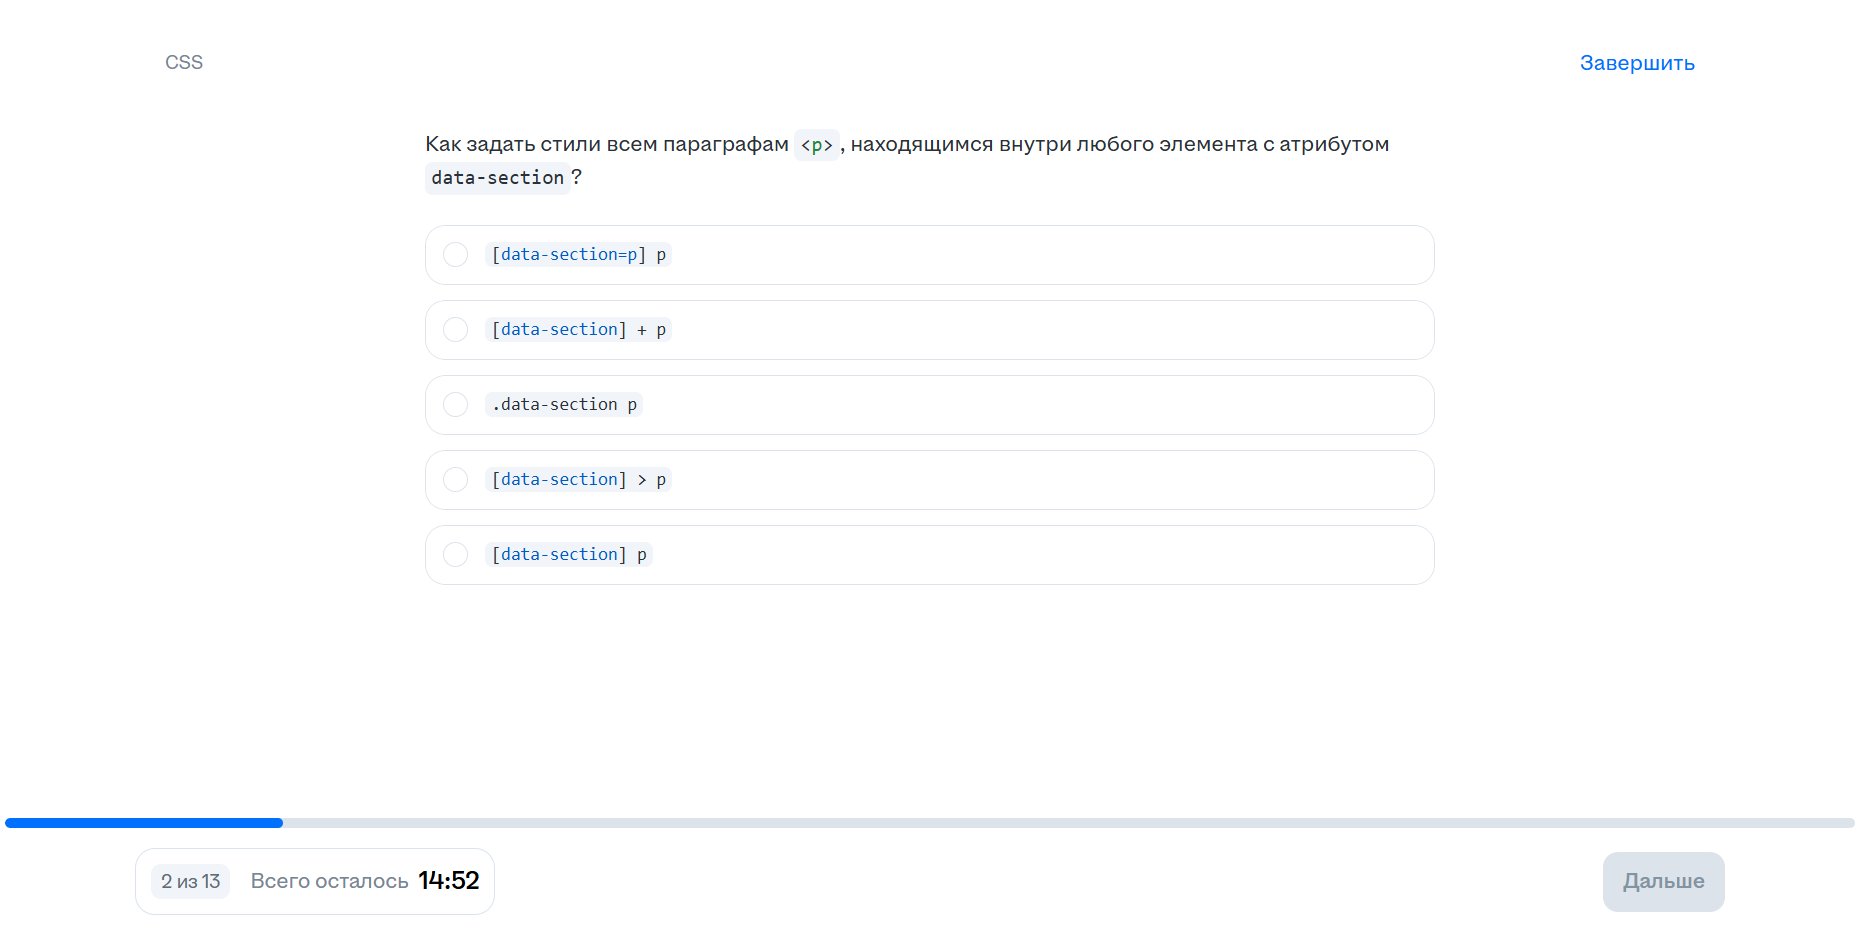 CSS
Завершить
Как задать стили всем параграфам <p>, находящимся внутри любого элемента с атрибутом
data-section?
[data-section=p] p
[data-section] + p
.data-section p
[data-section] > p
[data-section] p
2 из 13
Всего осталось 14:52
Дальше